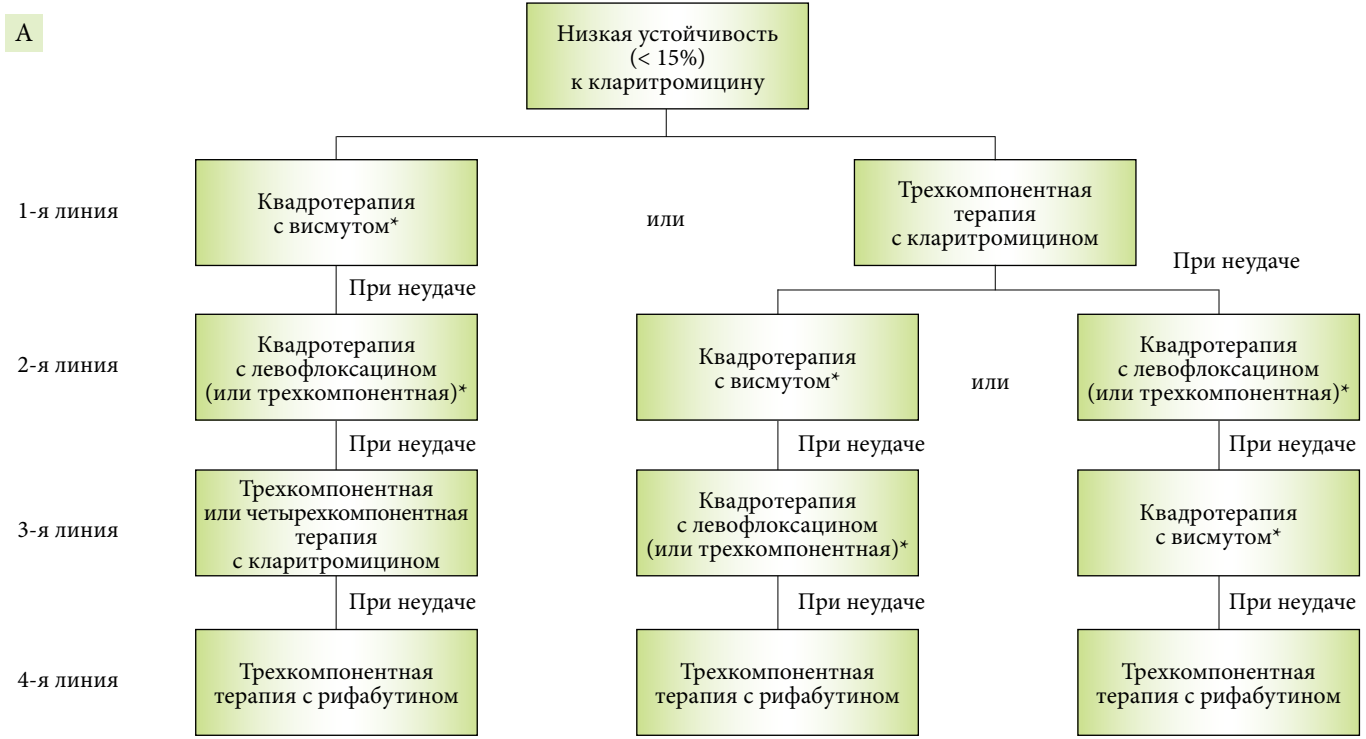 А
Низкая устойчивость
(< 15%)
к кларитромицину
1-я линия
Квадротерапия
с висмутом*
или
Трехкомпонентная
терапия
с кларитромицином
При неудаче
При неудаче
2-я линия
Квадротерапия
с левофлоксацином
(или трехкомпонентная)*
Квадротерапия
с висмутом*
или
Квадротерапия
с левофлоксацином
(или трехкомпонентная)*
При неудаче
При неудаче
При неудаче
3-я линия
Трехкомпонентная
или четырехкомпонентная
терапия
с кларитромицином
Квадротерапия
с левофлоксацином
(или трехкомпонентная)*
Квадротерапия
с висмутом*
При неудаче
При неудаче
При неудаче
4-я линия
Трехкомпонентная
терапия с рифабутином
Трехкомпонентная
терапия с рифабутином
Трехкомпонентная
терапия с рифабутином